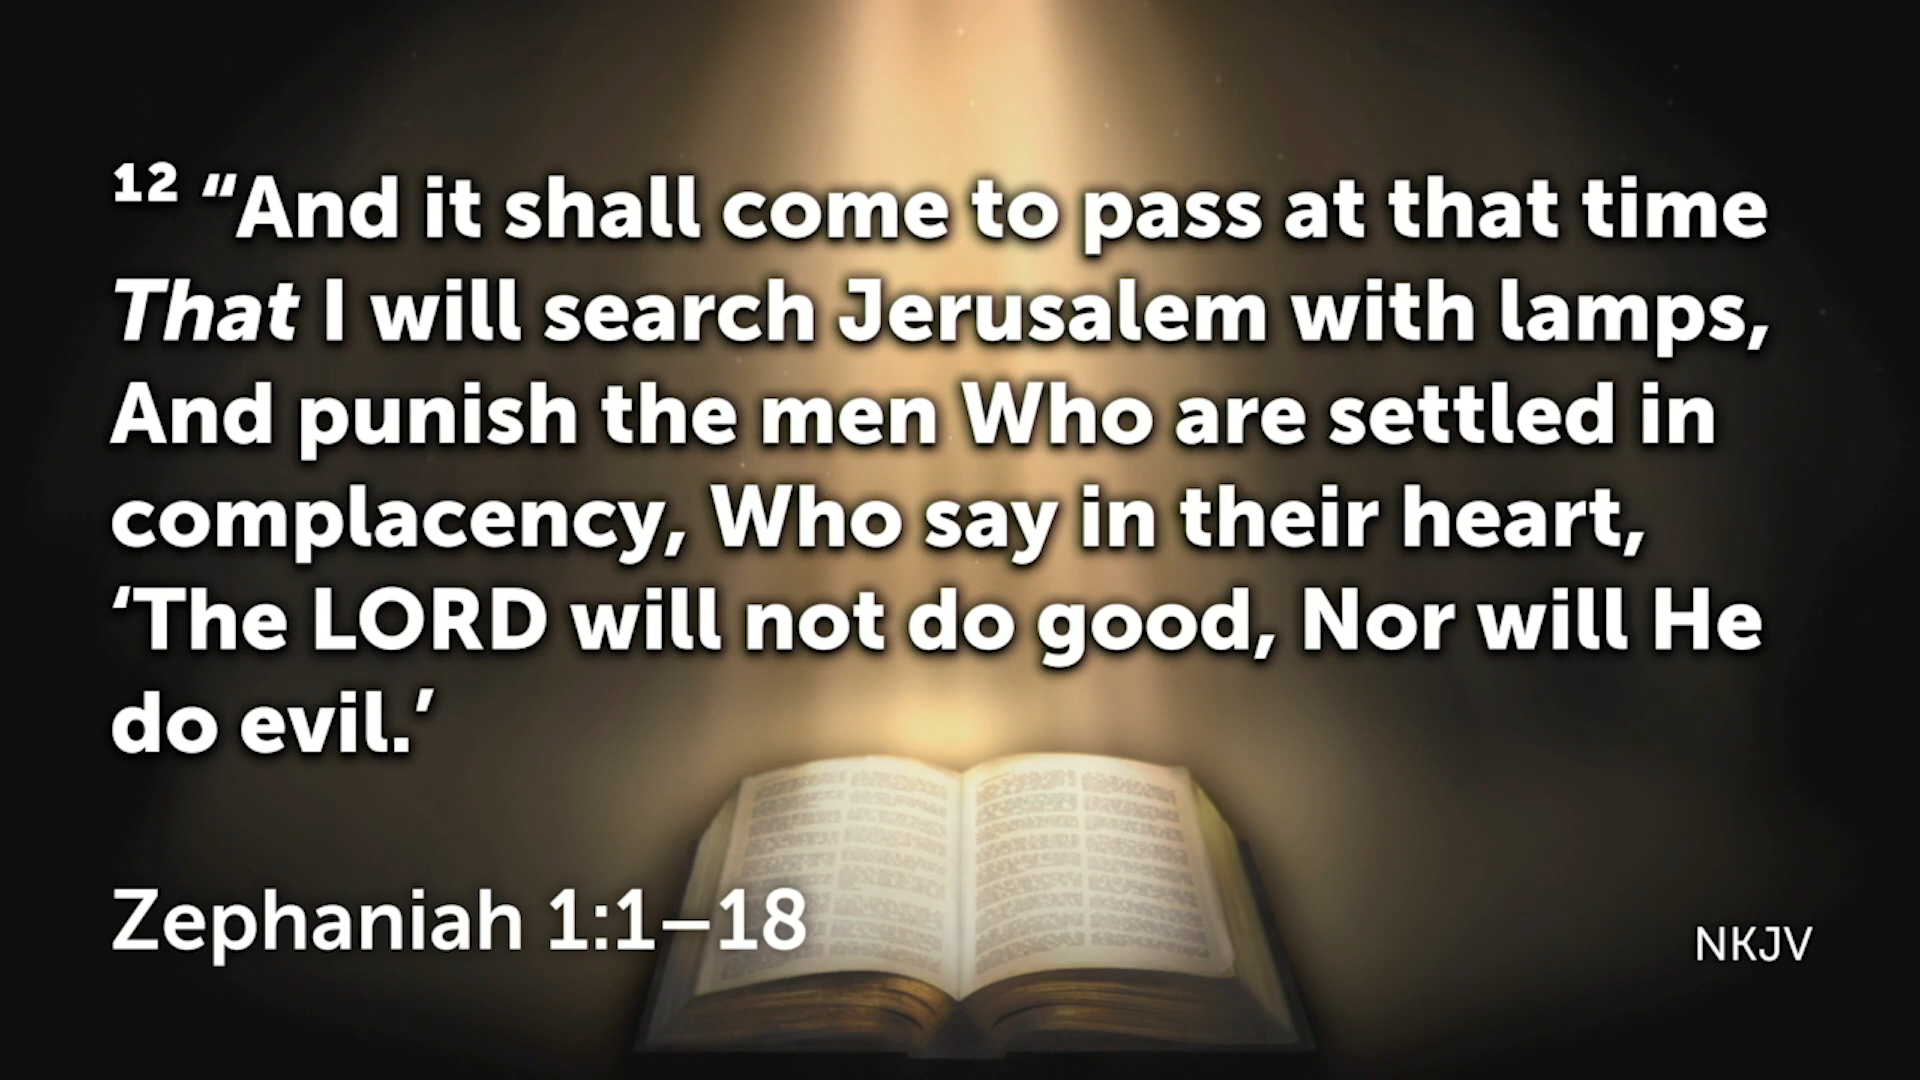 12 “And it shall come to pass at that time
That I will search Jerusalem with lamps,
And punish the men Who are settled in
complacency, Who say in their heart,
‘The LORD will not do good, Nor will He
do evil.’
Zephaniah 1:1–18
NKJV